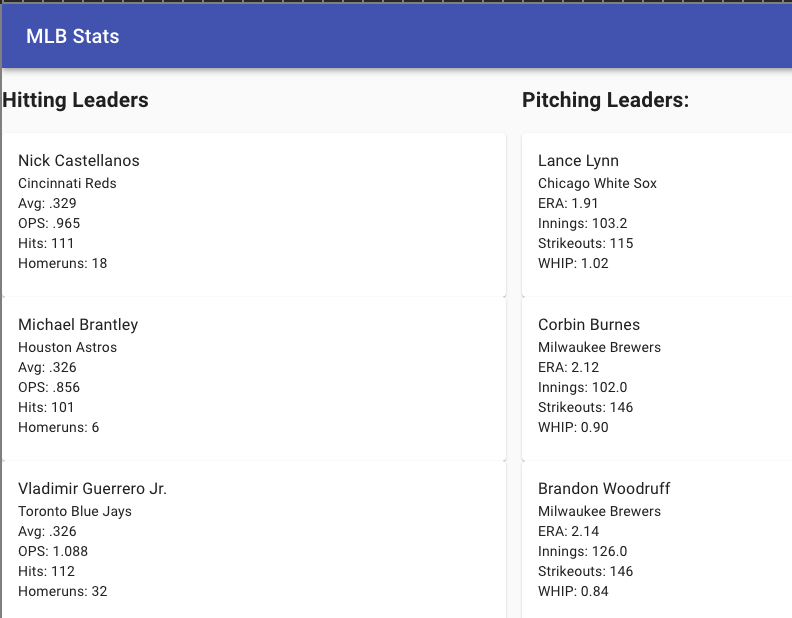 MLB Stats
Hitting Leaders
Nick Castellanos
Cincinnati Reds
Avg: .329
OPS: .965
Hits: 111
Homeruns: 18
Michael Brantley
Houston Astros
Avg: .326
OPS: .856
Hits: 101
Homeruns: 6
Vladimir Guerrero Jr.
Toronto Blue Jays
Avg: .326
OPS: 1.088
Hits: 112
Homeruns: 32
Pitching Leaders:
Lance Lynn
Chicago White Sox
ERA: 1.91
Innings: 103.2
Strikeouts: 115
WHIP: 1.02
Corbin Burnes
Milwaukee Brewers
ERA: 2.12
Innings: 102.0
Strikeouts: 146
WHIP: 0.90
Brandon Woodruff
Milwaukee Brewers
ERA: 2.14
Innings: 126.0
Strikeouts: 146
WHIP: 0.84